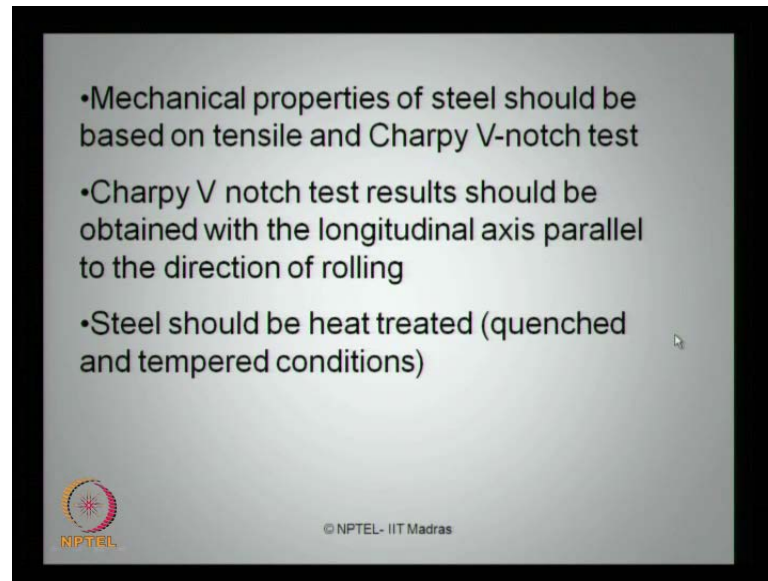 •Mechanical properties of steel should be
based on tensile and Charpy V-notch test
•Charpy V notch test results should be
obtained with the longitudinal axis parallel
to the direction of rolling
•Steel should be heat treated (quenched
and tempered conditions)
NPTEL
© NPTEL- IIT Madras